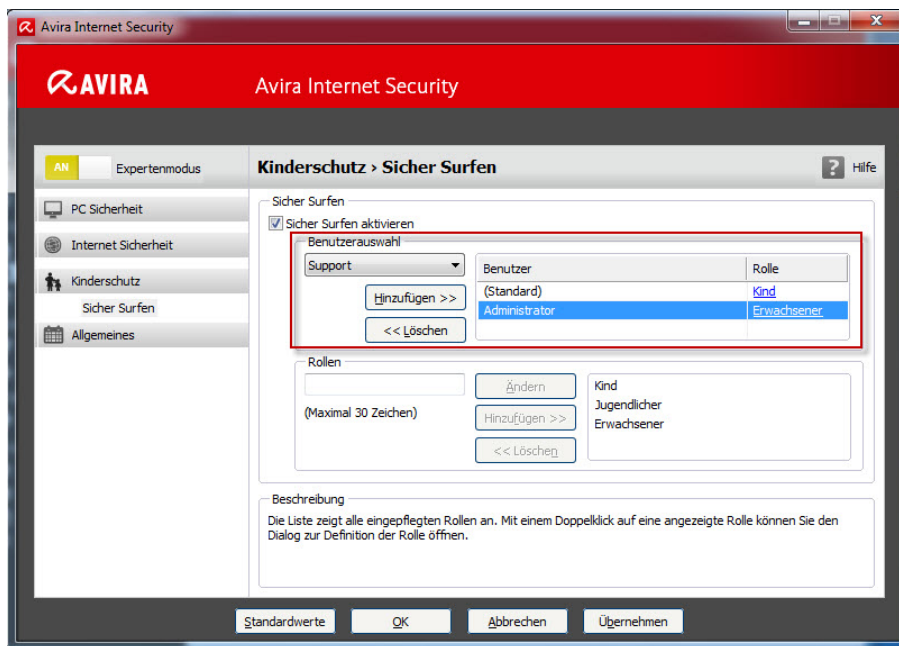 Avira Internet Security
AVIRA
Avira Internet Security
AN
Expertenmodus
Kinderschutz › Sicher Surfen
? Hilfe
PC Sicherheit
Internet Sicherheit
Kinderschutz
Sicher Surfen
Allgemeines
Sicher Surfen
Sicher Surfen aktivieren
Benutzerauswahl
Support
Hinzufügen >>
<< Löschen
Benutzer Rolle
(Standard) Kind
Administrator Erwachsener
Rollen
(Maximal 30 Zeichen)
Ändern
Hinzufügen >>
<< Löschen
Kind
Jugendlicher
Erwachsener
Beschreibung
Die Liste zeigt alle eingepflegten Rollen an. Mit einem Doppelklick auf eine angezeigte Rolle können Sie den
Dialog zur Definition der Rolle öffnen.
Standardwerte OK Abbrechen Übernehmen